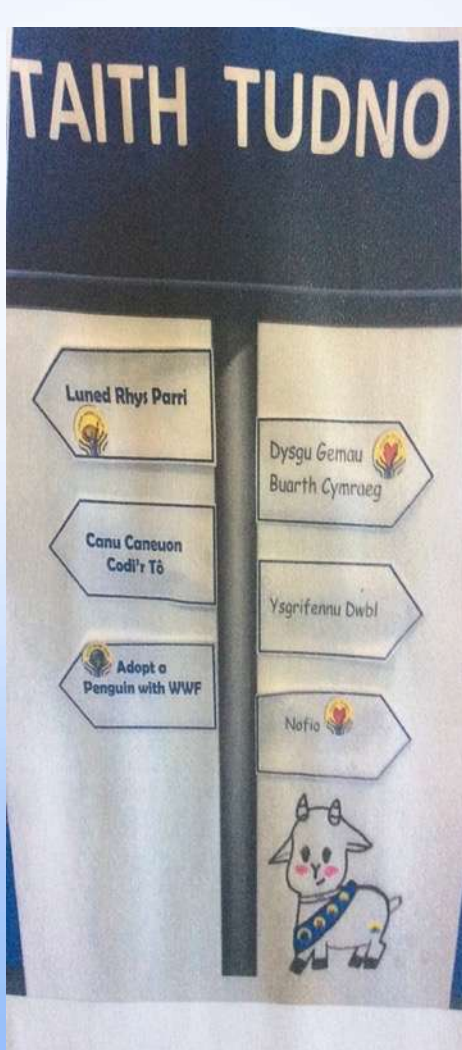 TAITH TUDNO
Luned Rhys Parri
Dysgu Gemau
Buarth Cymraeg
Canu Caneuon
Codi'r Tô
Ysgrifennu Dwbl
Adopt a
Penguin with WWF
Nofio